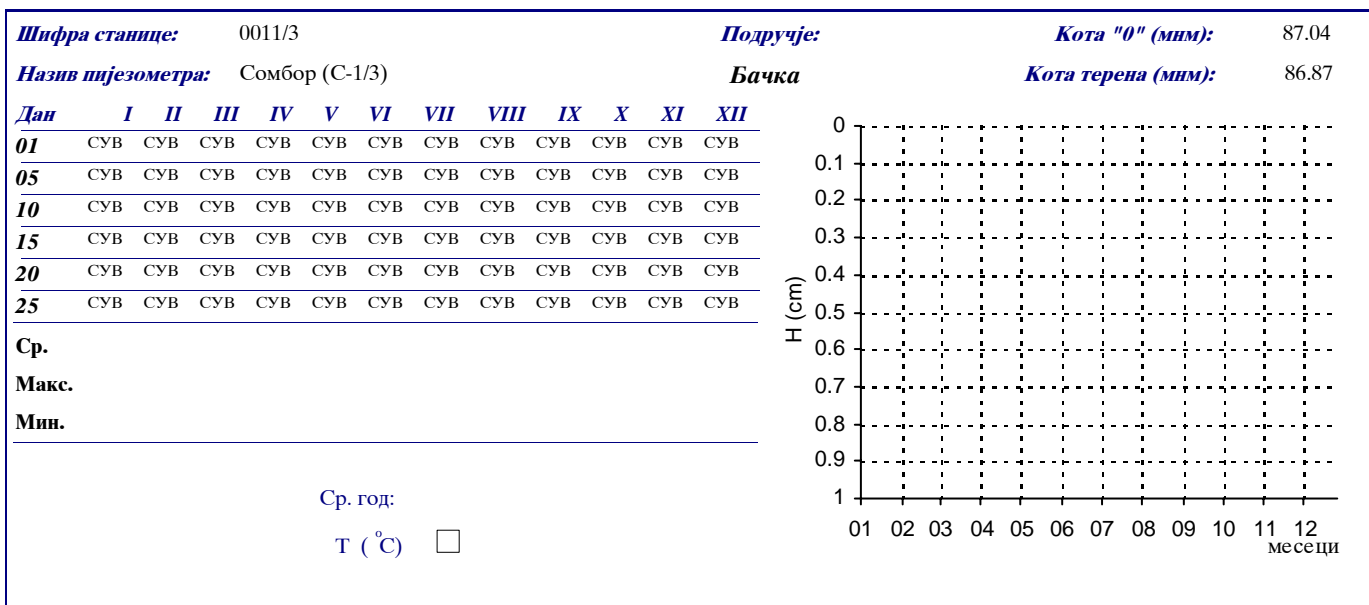 Шифра станице: 0011/3 Подручје: Кота "0" (мнм): 87.04
Назив пијезометра: Сомбор (С-1/3) Бачка Кота терена (мнм): 86.87
Дан I II III IV V VI VII VIII IX X XI XII
01 СУВ СУВ СУВ СУВ СУВ СУВ СУВ СУВ СУВ СУВ СУВ СУВ
05 СУВ СУВ СУВ СУВ СУВ СУВ СУВ СУВ СУВ СУВ СУВ СУВ
10 СУВ СУВ СУВ СУВ СУВ СУВ СУВ СУВ СУВ СУВ СУВ СУВ
15 СУВ СУВ СУВ СУВ СУВ СУВ СУВ СУВ СУВ СУВ СУВ СУВ
20 СУВ СУВ СУВ СУВ СУВ СУВ СУВ СУВ СУВ СУВ СУВ СУВ
25 СУВ СУВ СУВ СУВ СУВ СУВ СУВ СУВ СУВ СУВ СУВ СУВ
Ср.
Макс.
Мин.
Ср. год:
Т ( °С)
0
0.1
0.2
0.3
0.4
0.5
0.6
0.7
0.8
0.9
1
H (cm)
01 02 03 04 05 06 07 08 09 10 11 12
месеци